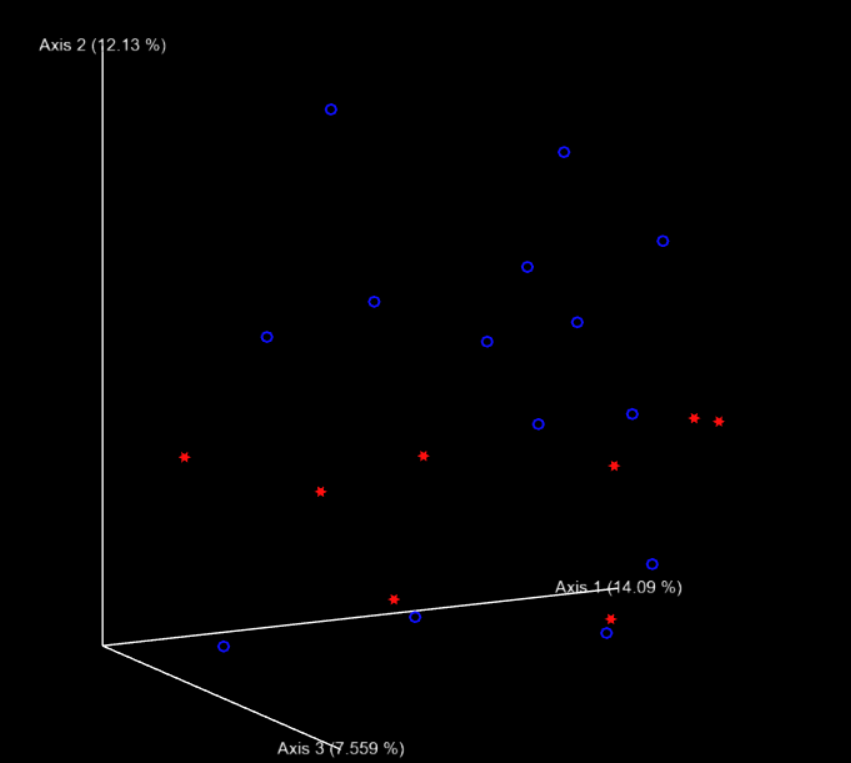 Axis 2 (12.13 %)
Axis 1 (14.09 %)
Axis 3 (7.559 %)